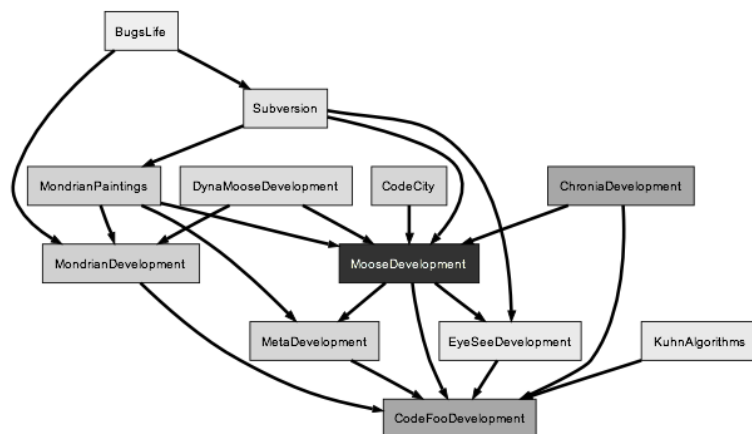 BugsLife
Subversion
MondrianPaintings
DynaMooseDevelopment
CodeCity
ChroniaDevelopment
MondrianDevelopment
MooseDevelopment
MetaDevelopment
EyeSeeDevelopment
KuhnAlgorithms
CodeFooDevelopment